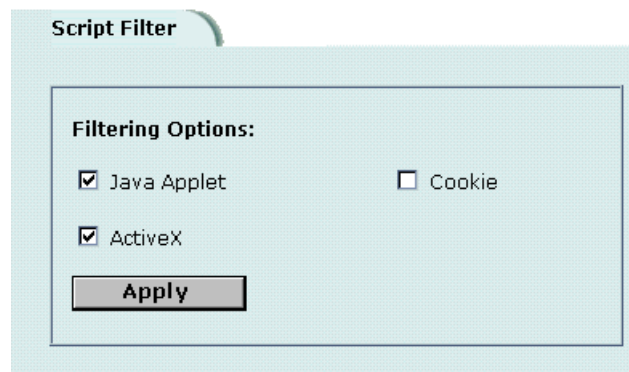 Script Filter
Filtering Options:
Java Applet Cookie
ActiveX
Apply